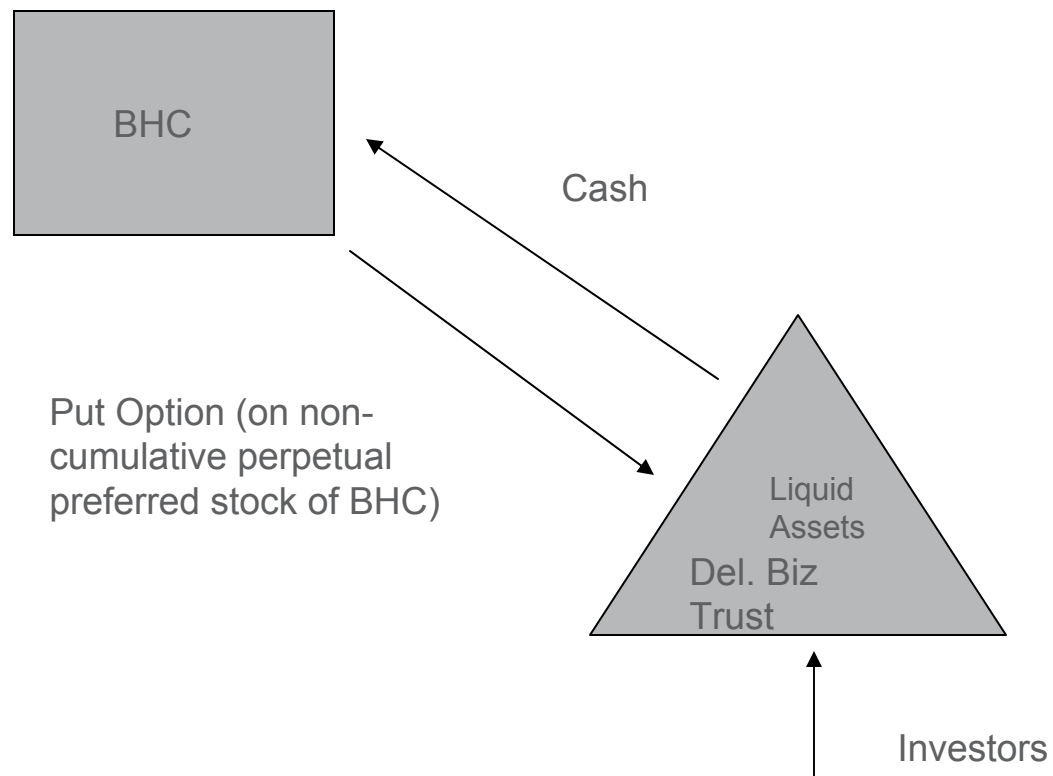 BHC
Cash
Put Option (on non-
cumulative perpetual
preferred stock of BHC)
Liquid
Assets
Del. Biz
Trust
Investors